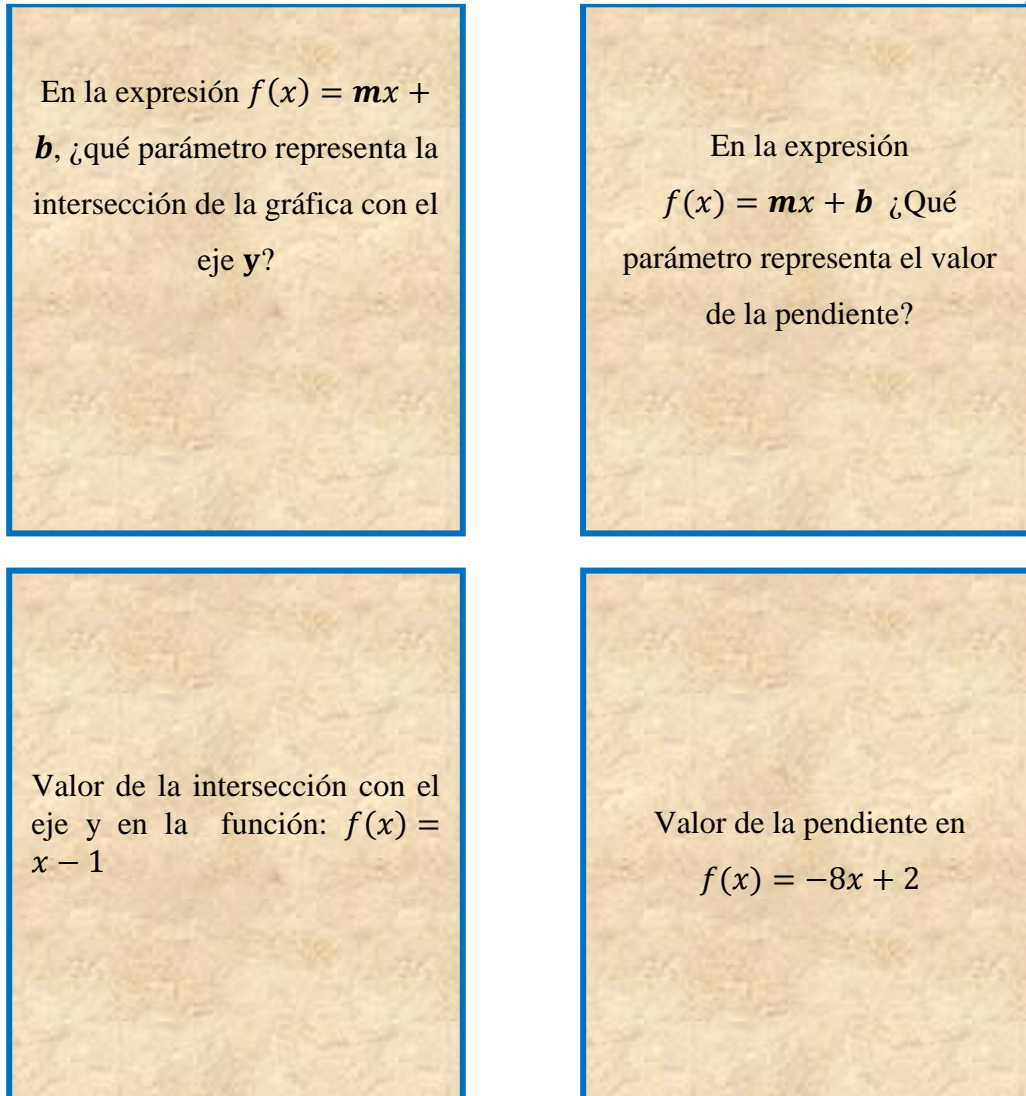 En la expresión f(x) = mx +
b, ¿qué parámetro representa la
intersección de la gráfica con el
eje y?
En la expresión
f(x) = mx + b ¿Qué
parámetro representa el valor
de la pendiente?
Valor de la intersección con el
eje y en la función: f(x) =
x − 1
Valor de la pendiente en
f(x) = −8x + 2